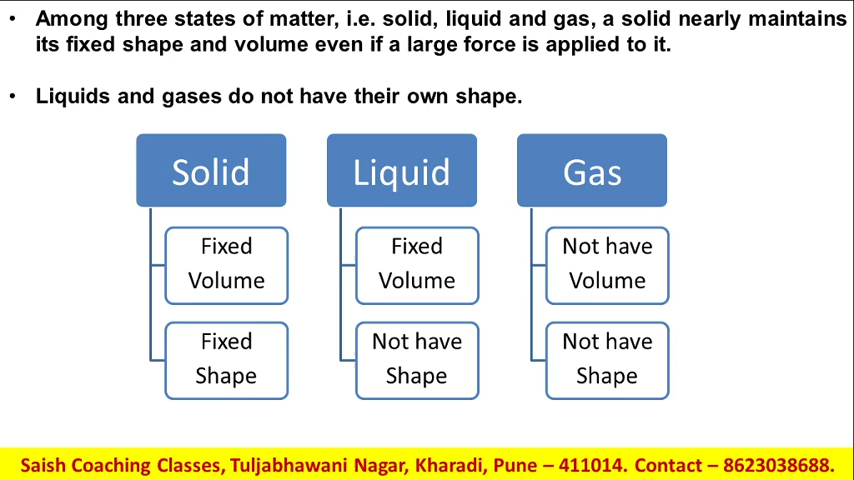 • Among three states of matter, i.e. solid, liquid and gas, a solid nearly maintains
its fixed shape and volume even if a large force is applied to it.
• Liquids and gases do not have their own shape.
Solid
Fixed
Volume
Fixed
Shape
Liquid
Fixed
Volume
Not have
Shape
Gas
Not have
Volume
Not have
Shape
Saish Coaching Classes, Tuljabhawani Nagar, Kharadi, Pune – 411014. Contact – 8623038688.